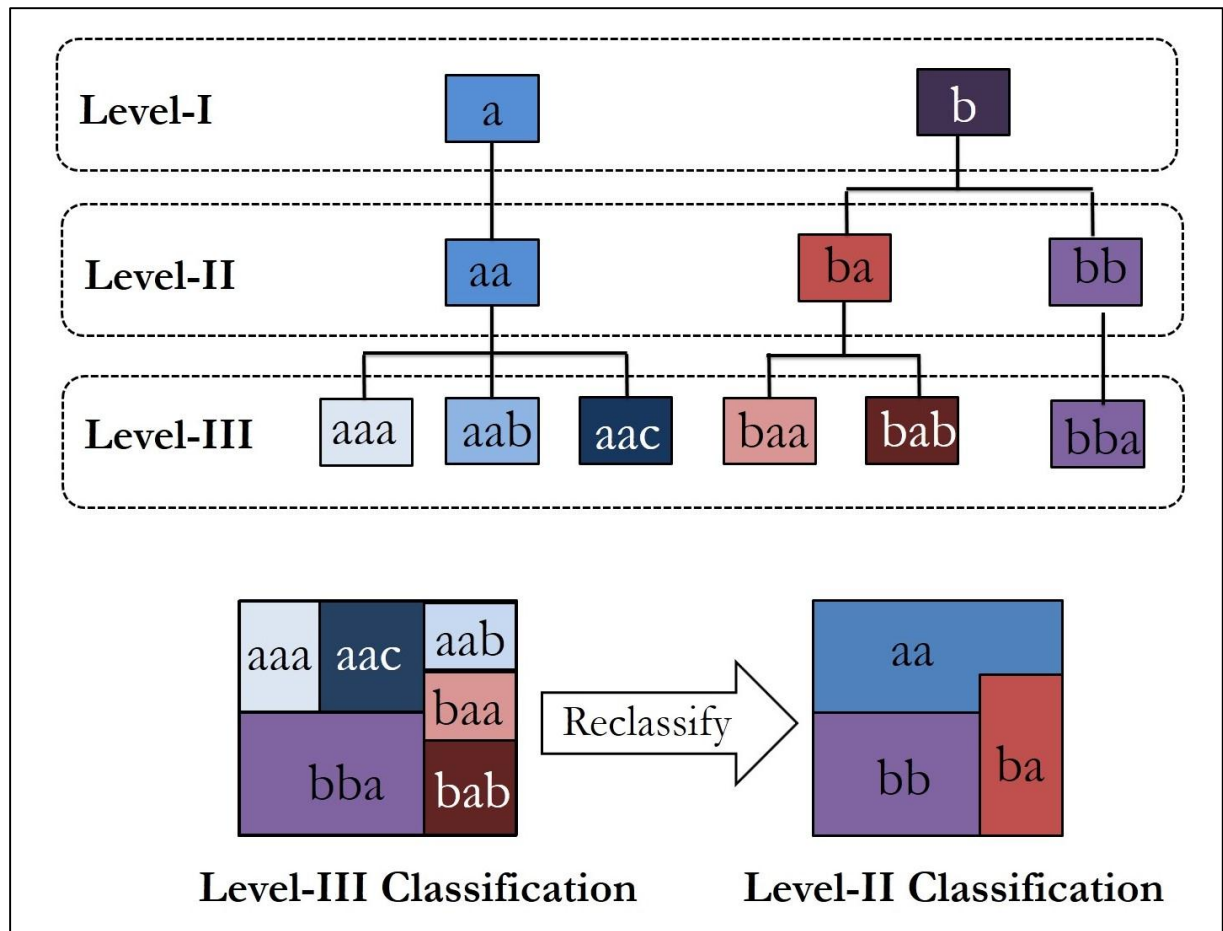 Level-I
a
b
Level-II
aa
ba
bb
Level-III
aaa
aab
aac
baa
bab
bba
aaa
aac
aab
baa
bba
bab
Reclassify
aa
bb
ba
Level-III Classification
Level-II Classification